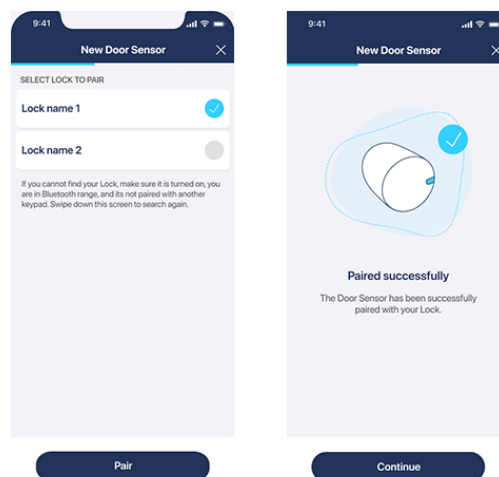 9:41
New Door Sensor
SELECT LOCK TO PAIR
Lock name 1
Lock name 2
If you cannot find your Lock, make sure it is turned on, you
are in Bluetooth range, and its not paired with another
keypad. Swipe down this screen to search again.
Pair
9:41
New Door Sensor
Paired successfully
The Door Sensor has been successfully
paired with your Lock.
Continue